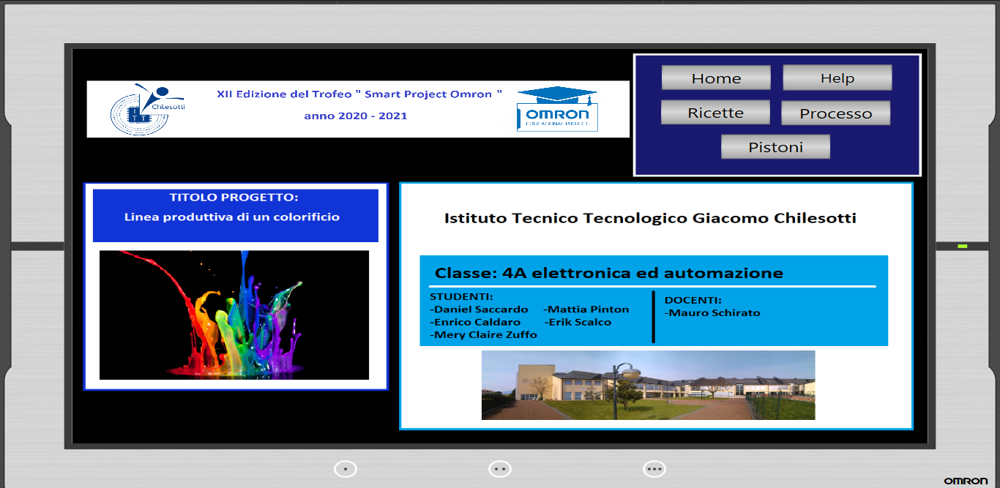 Chilesotti
I
T T
XII Edizione del Trofeo " Smart Project Omron "
anno 2020 - 2021
OMRON
EDUCATIONAL PROJECT
Home
Help
Ricette
Processo
Pistoni
TITOLO PROGETTO:
Linea produttiva di un colorificio
Istituto Tecnico Tecnologico Giacomo Chilesotti
Classe: 4A elettronica ed automazione
STUDENTI:
-Daniel Saccardo -Mattia Pinton
-Enrico Caldaro -Erik Scalco
-Mery Claire Zuffo
DOCENTI:
-Mauro Schirato
OMRON